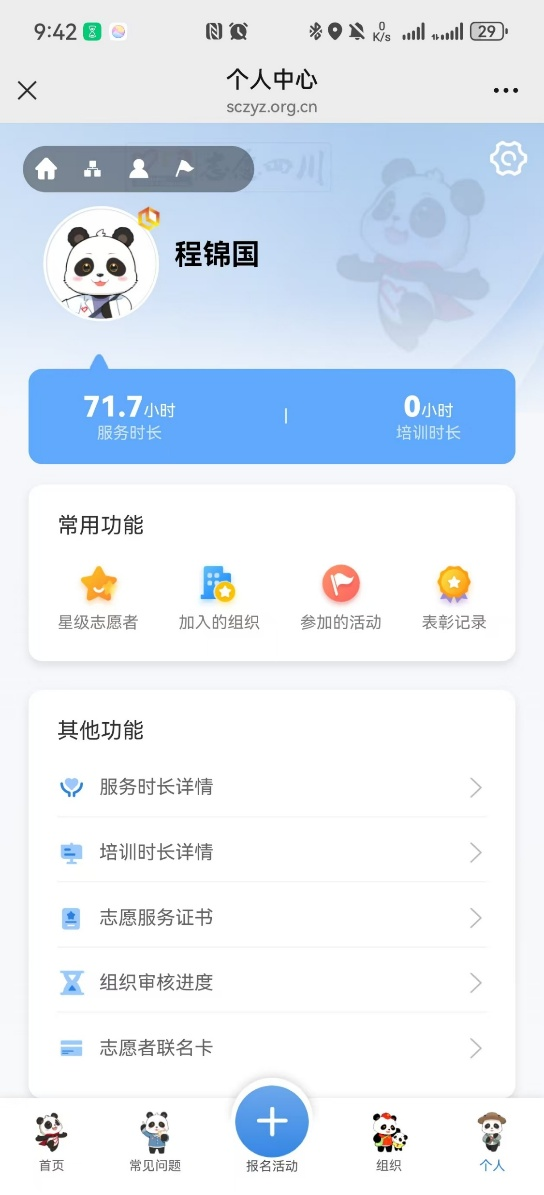 9:42
0 K/s
29
个人中心
sczyz.org.cn
志愿四川
程锦国
71.7小时
0小时
服务时长
培训时长
常用功能
星级志愿者
加入的组织
参加的活动
表彰记录
其他功能
服务时长详情
培训时长详情
志愿服务证书
组织审核进度
志愿者联名卡
首页
常见问题
报名活动
组织
个人